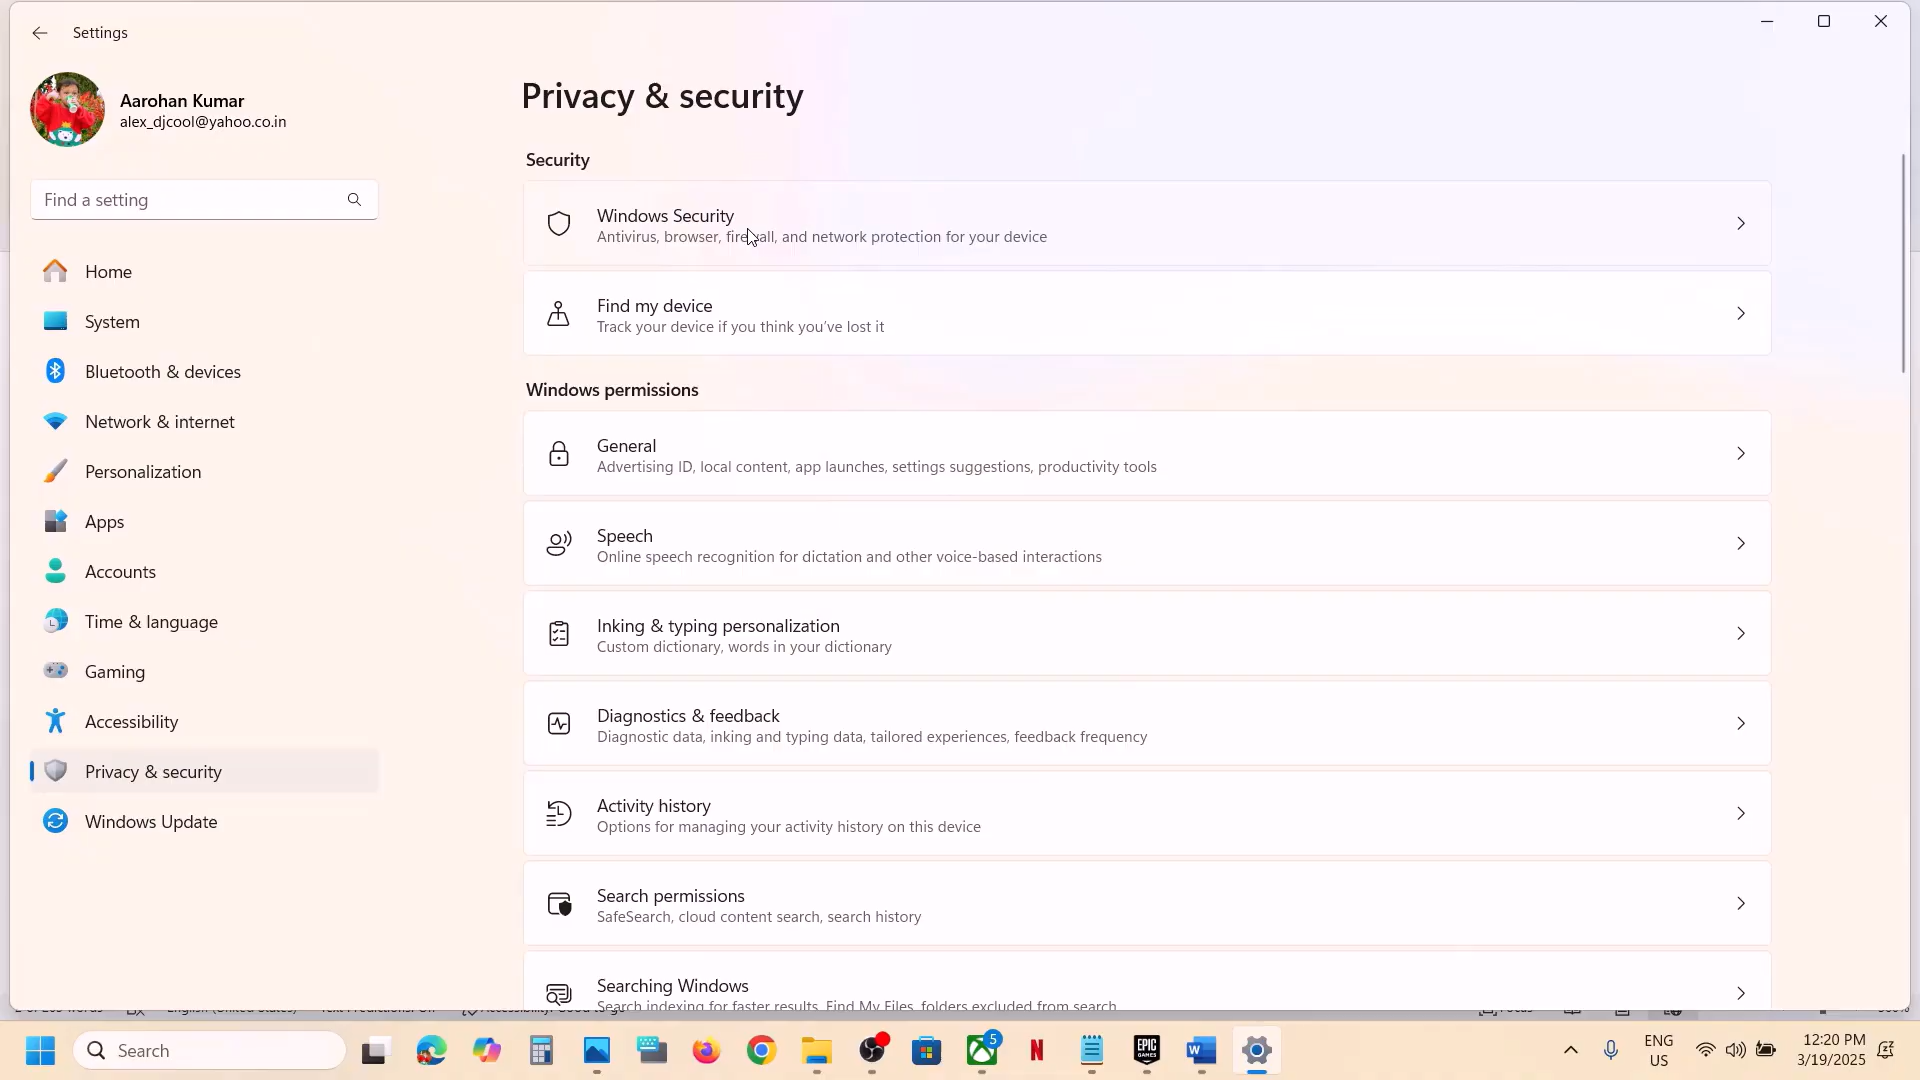 Settings
Aarohan Kumar
alex_djcool@yahoo.co.in
Find a setting
Home
System
Bluetooth & devices
Network & internet
Personalization
Apps
Accounts
Time & language
Gaming
Accessibility
Privacy & security
Windows Update
Privacy & security
Security
Windows Security
Antivirus, browser, firewall, and network protection for your device
Find my device
Track your device if you think you've lost it
Windows permissions
General
Advertising ID, local content, app launches, settings suggestions, productivity tools
Speech
Online speech recognition for dictation and other voice-based interactions
Inking & typing personalization
Custom dictionary, words in your dictionary
Diagnostics & feedback
Diagnostic data, inking and typing data, tailored experiences, feedback frequency
Activity history
Options for managing your activity history on this device
Search permissions
SafeSearch, cloud content search, search history
Searching Windows
Search indexing for faster results, Find My Files, folders excluded from search
Search
5
N
EPIC
GAMES
W
ENG
US
12:20 PM
3/19/2025